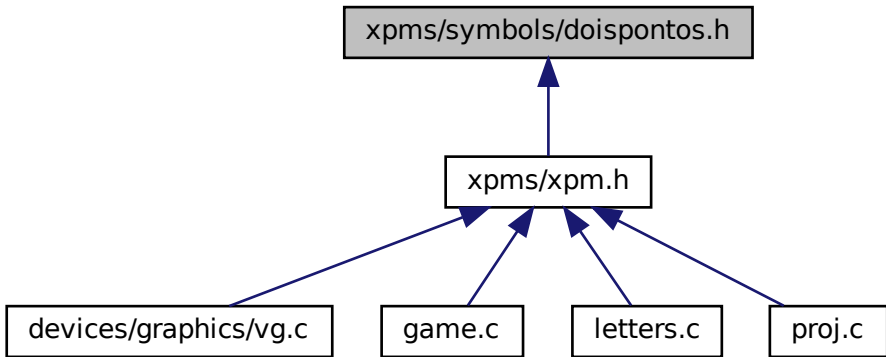 xpms/symbols/doispontos.h
xpms/xpm.h
devices/graphics/vg.c
game.c
letters.c
proj.c